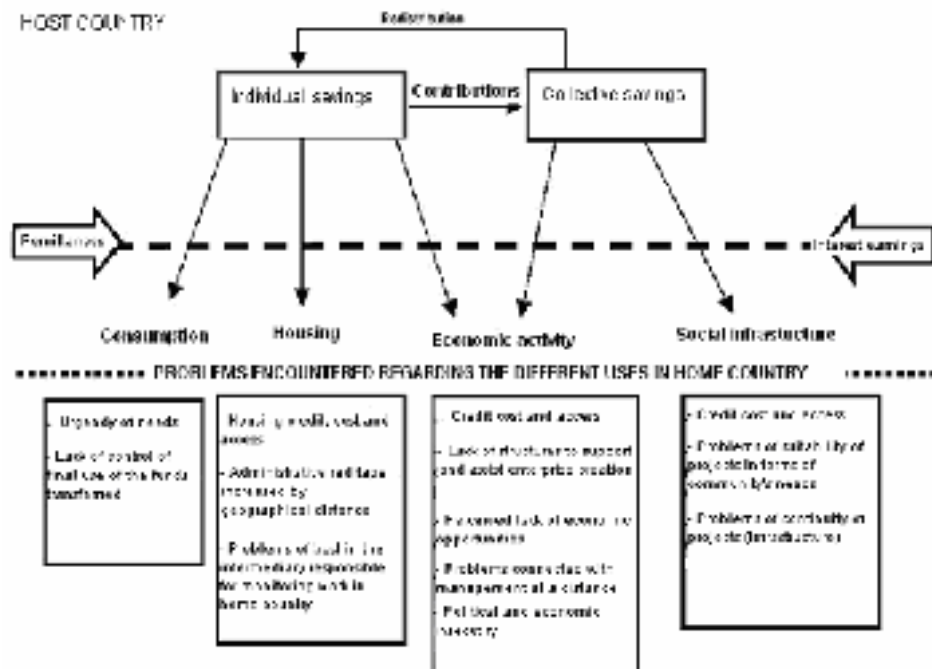 Redistribution
HOST COUNTRY
Individual savings
Contributions
Collective savings
Remittances
Interest earnings
Consumption
Housing
Economic activity
Social infrastructure
PROBLEMS ENCOUNTERED REGARDING THE DIFFERENT USES IN HOME COUNTRY
- Urgency of needs
- Lack of control of
final use of the funds
transferred
- Housing credit, cost and
access
- Administrative red tape
increased by
geographical distance
- Problems of trust in the
intermediary responsible
for monitoring work in
home country
- Credit cost and access
- Lack of structures to support
and assist enterprise creation
- Perceived lack of economic
opportunities
- Problems connected with
management at a distance
- Political and economic
- Credit cost and access
- Problems of suitability of
projects in terms of
needs
- Problems of continuity of
projects